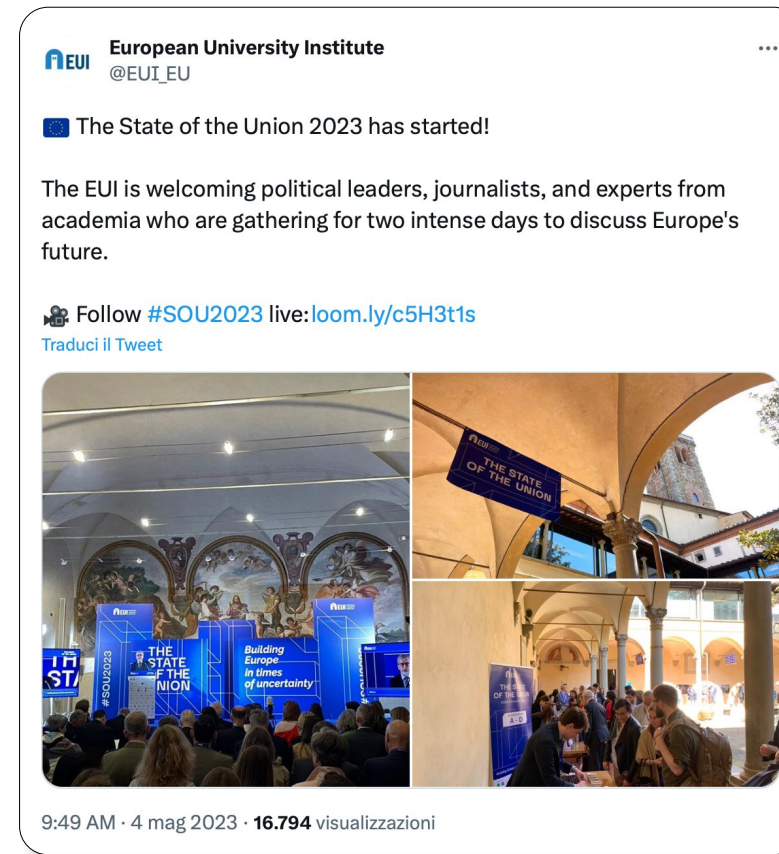 EUI
European University Institute
@EUI_EU
The State of the Union 2023 has started!
The EUI is welcoming political leaders, journalists, and experts from
academia who are gathering for two intense days to discuss Europe's
future.
Follow #SOU2023 live: loom.ly/c5H3t1s
Traduci il Tweet
EUI
THE STATE
OF THE UNION
EUI
EUI
#SOU2023
THE
STATE
OF THE
UNION
Building
Europe
in times
of uncertainty
THE STATE
OF THE UNION
A - D
9:49 AM · 4 mag 2023 · 16.794 visualizzazioni